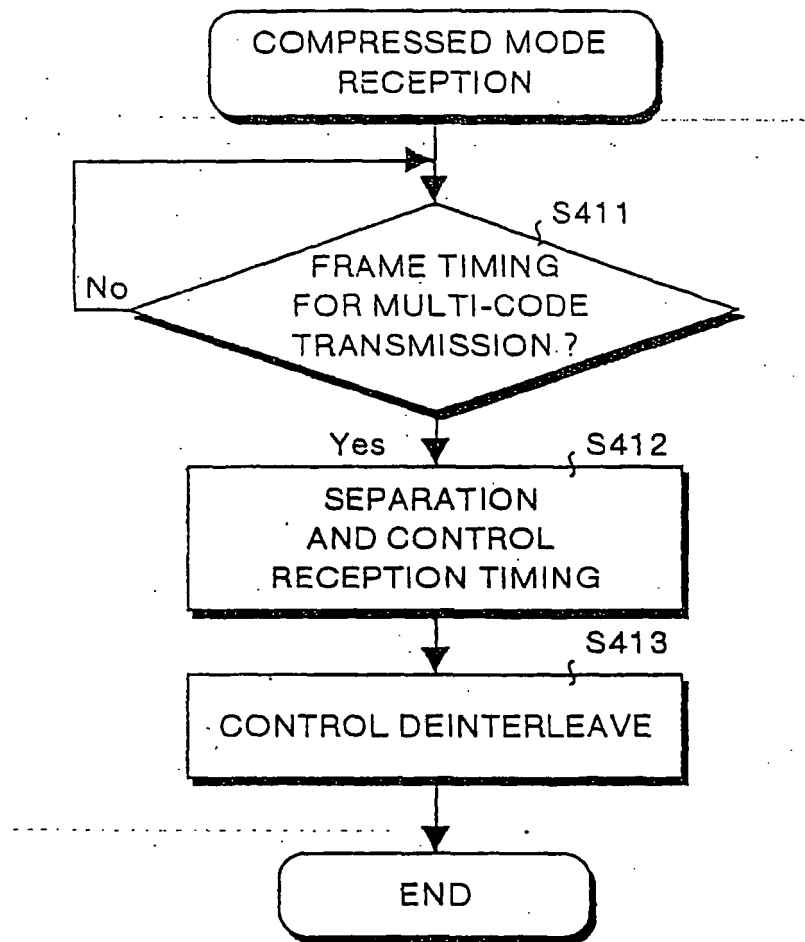 COMPRESSED MODE
RECEPTION
S411
FRAME TIMING
FOR MULTI-CODE
TRANSMISSION ?
No
Yes
S412
SEPARATION
AND CONTROL
RECEPTION TIMING
S413
CONTROL DEINTERLEAVE
END